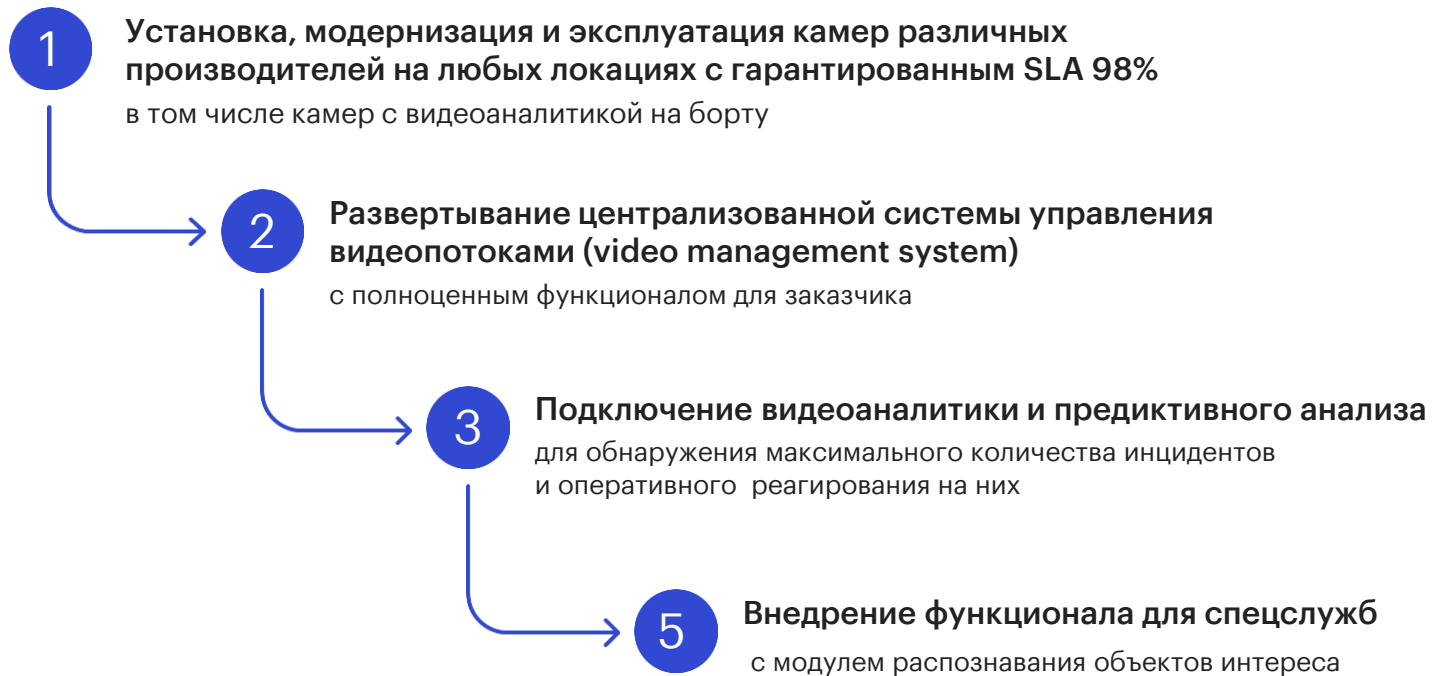 1
Установка, модернизация и эксплуатация камер различных
производителей на любых локациях с гарантированным SLA 98%
в том числе камер с видеоаналитикой на борту
2
Развертывание централизованной системы управления
видеопотоками (video management system)
с полноценным функционалом для заказчика
3
Подключение видеоаналитики и предиктивного анализа
для обнаружения максимального количества инцидентов
и оперативного  реагирования на них
5
Внедрение функционала для спецслужб
с модулем распознавания объектов интереса